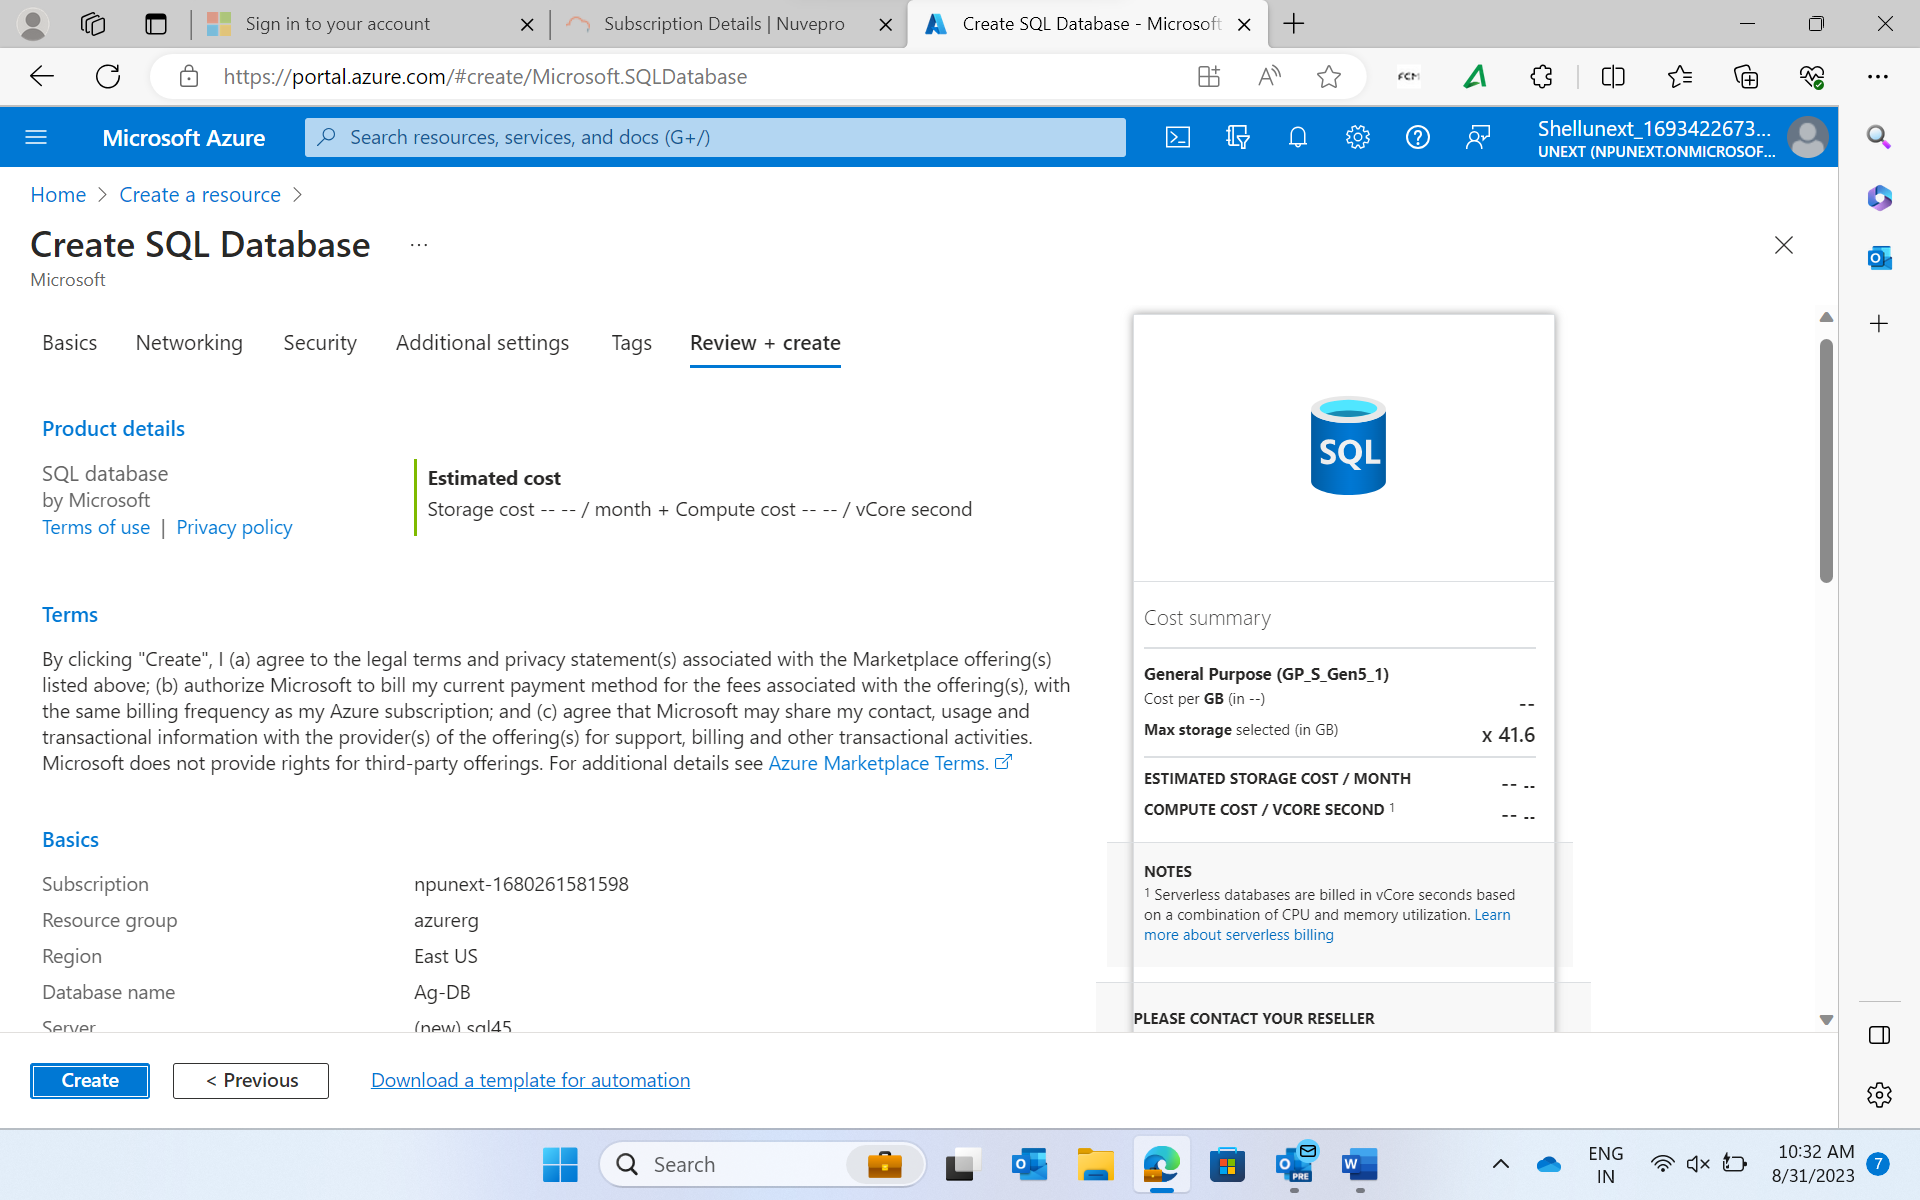 Sign in to your account
Subscription Details | Nuvepro
Create SQL Database - Microsoft
https://portal.azure.com/#create/Microsoft.SQLDatabase
FCM
Microsoft Azure
Search resources, services, and docs (G+/)
Shellunext_1693422673...
UNEXT (NPUNEXT.ONMICROSOF...
Home > Create a resource >
Create SQL Database ...
Microsoft
Basics Networking Security Additional settings Tags Review + create
Product details
SQL database
by Microsoft
Terms of use | Privacy policy
Estimated cost
Storage cost -- -- / month + Compute cost -- -- / vCore second
Terms
By clicking "Create", I (a) agree to the legal terms and privacy statement(s) associated with the Marketplace offering(s)
listed above; (b) authorize Microsoft to bill my current payment method for the fees associated with the offering(s), with
the same billing frequency as my Azure subscription; and (c) agree that Microsoft may share my contact, usage and
transactional information with the provider(s) of the offering(s) for support, billing and other transactional activities.
Microsoft does not provide rights for third-party offerings. For additional details see Azure Marketplace Terms.
Basics
Subscription npunext-1680261581598
Resource group azurerg
Region East US
Database name Ag-DB
Server (new) sql45
SQL
Cost summary
General Purpose (GP_S_Gen5_1)
Cost per GB (in --) --
Max storage selected (in GB) x 41.6
ESTIMATED STORAGE COST / MONTH -- --
COMPUTE COST / VCORE SECOND 1 -- --
NOTES
1 Serverless databases are billed in vCore seconds based
on a combination of CPU and memory utilization. Learn
more about serverless billing
PLEASE CONTACT YOUR RESELLER
Create
< Previous
Download a template for automation
Search
PRE
ENG
IN
10:32 AM
8/31/2023
7